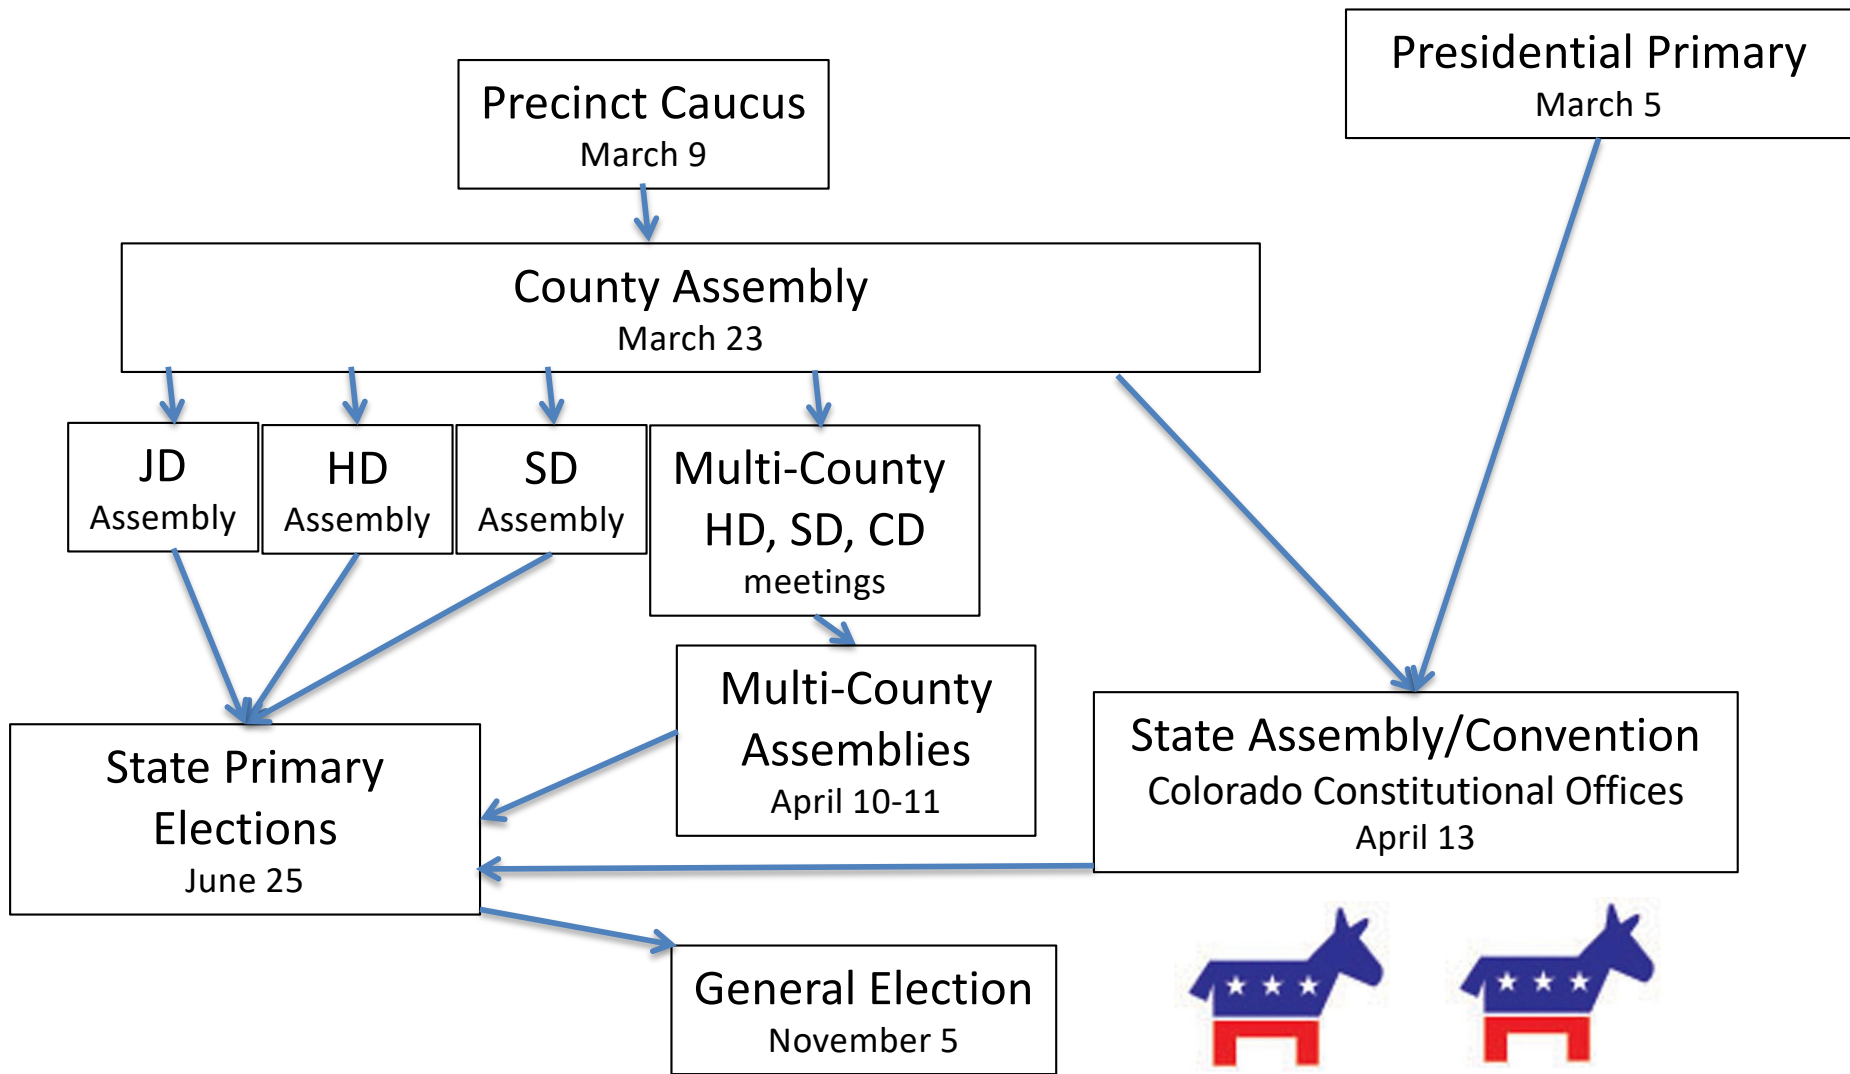 Presidential Primary
March 5
Precinct Caucus
March 9
County Assembly
March 23
JD
Assembly
HD
Assembly
SD
Assembly
Multi-County
HD, SD, CD
meetings
Multi-County
Assemblies
April 10-11
State Assembly/Convention
Colorado Constitutional Offices
April 13
State Primary
Elections
June 25
General Election
November 5